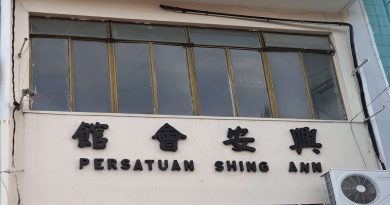 興安會館
PERSATUAN SHING ANN